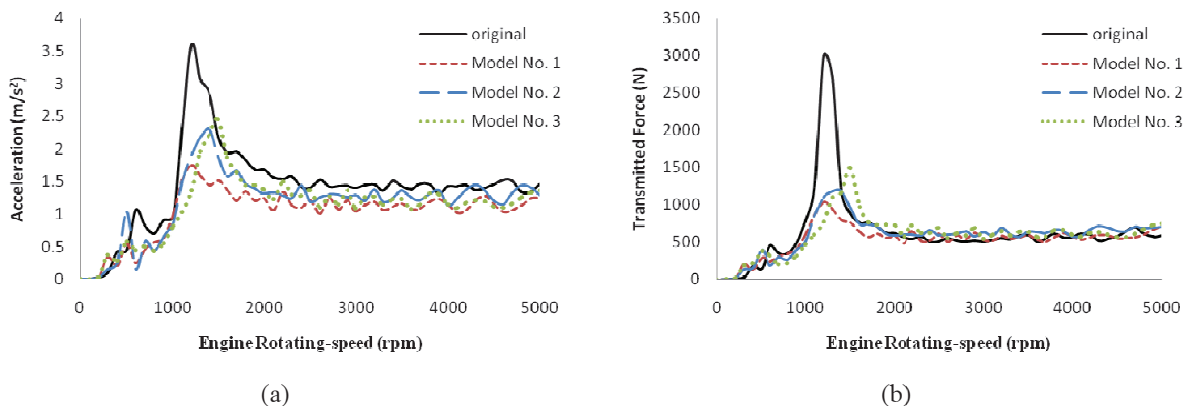 4
3.5
3
2.5
2
1.5
1
0.5
0
Acceleration (m/s²)
original
Model No. 1
Model No. 2
Model No. 3
0 1000 2000 3000 4000 5000
Engine Rotating-speed (rpm)
(a)
3500
3000
2500
2000
1500
1000
500
0
Transmitted Force (N)
original
Model No. 1
Model No. 2
Model No. 3
0 1000 2000 3000 4000 5000
Engine Rotating-speed (rpm)
(b)